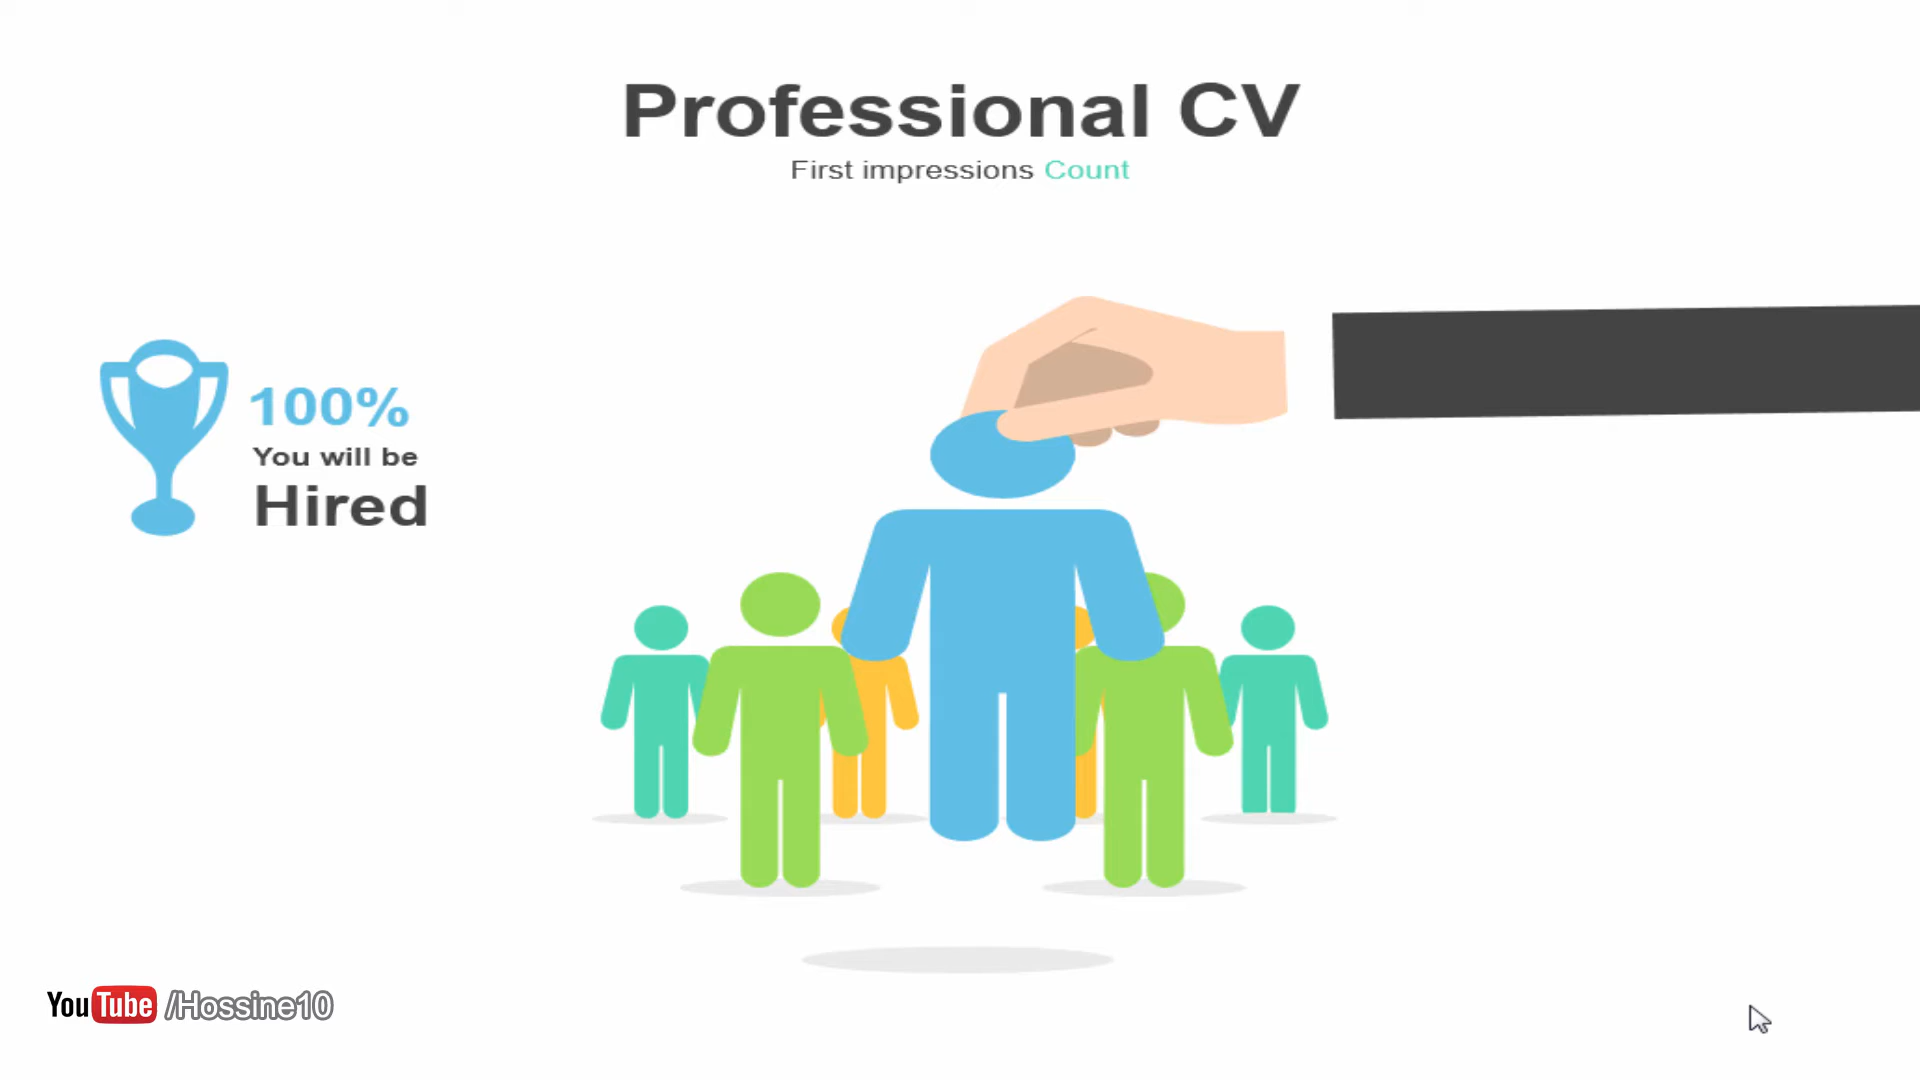 Professional CV
First impressions Count
100%
You will be
Hired
YouTube /Hossine10